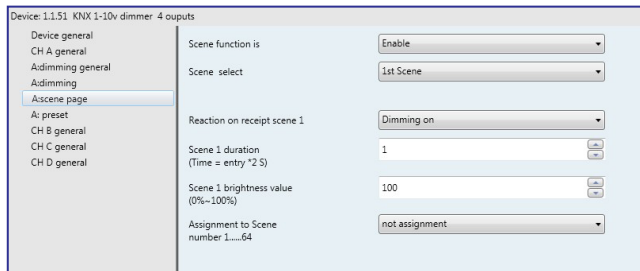 Device: 1.1.51  KNX 1-10v dimmer  4 ouputs
Device general
CH A general
A:dimming general
A:dimming
A:scene page
A: preset
CH B general
CH C general
CH D general
Scene function is
Enable
Scene  select
1st Scene
Reaction on receipt scene 1
Dimming on
Scene 1 duration
(Time = entry *2 S)
1
Scene 1 brightness value
(0%~100%)
100
Assignment to Scene
number 1......64
not assignment